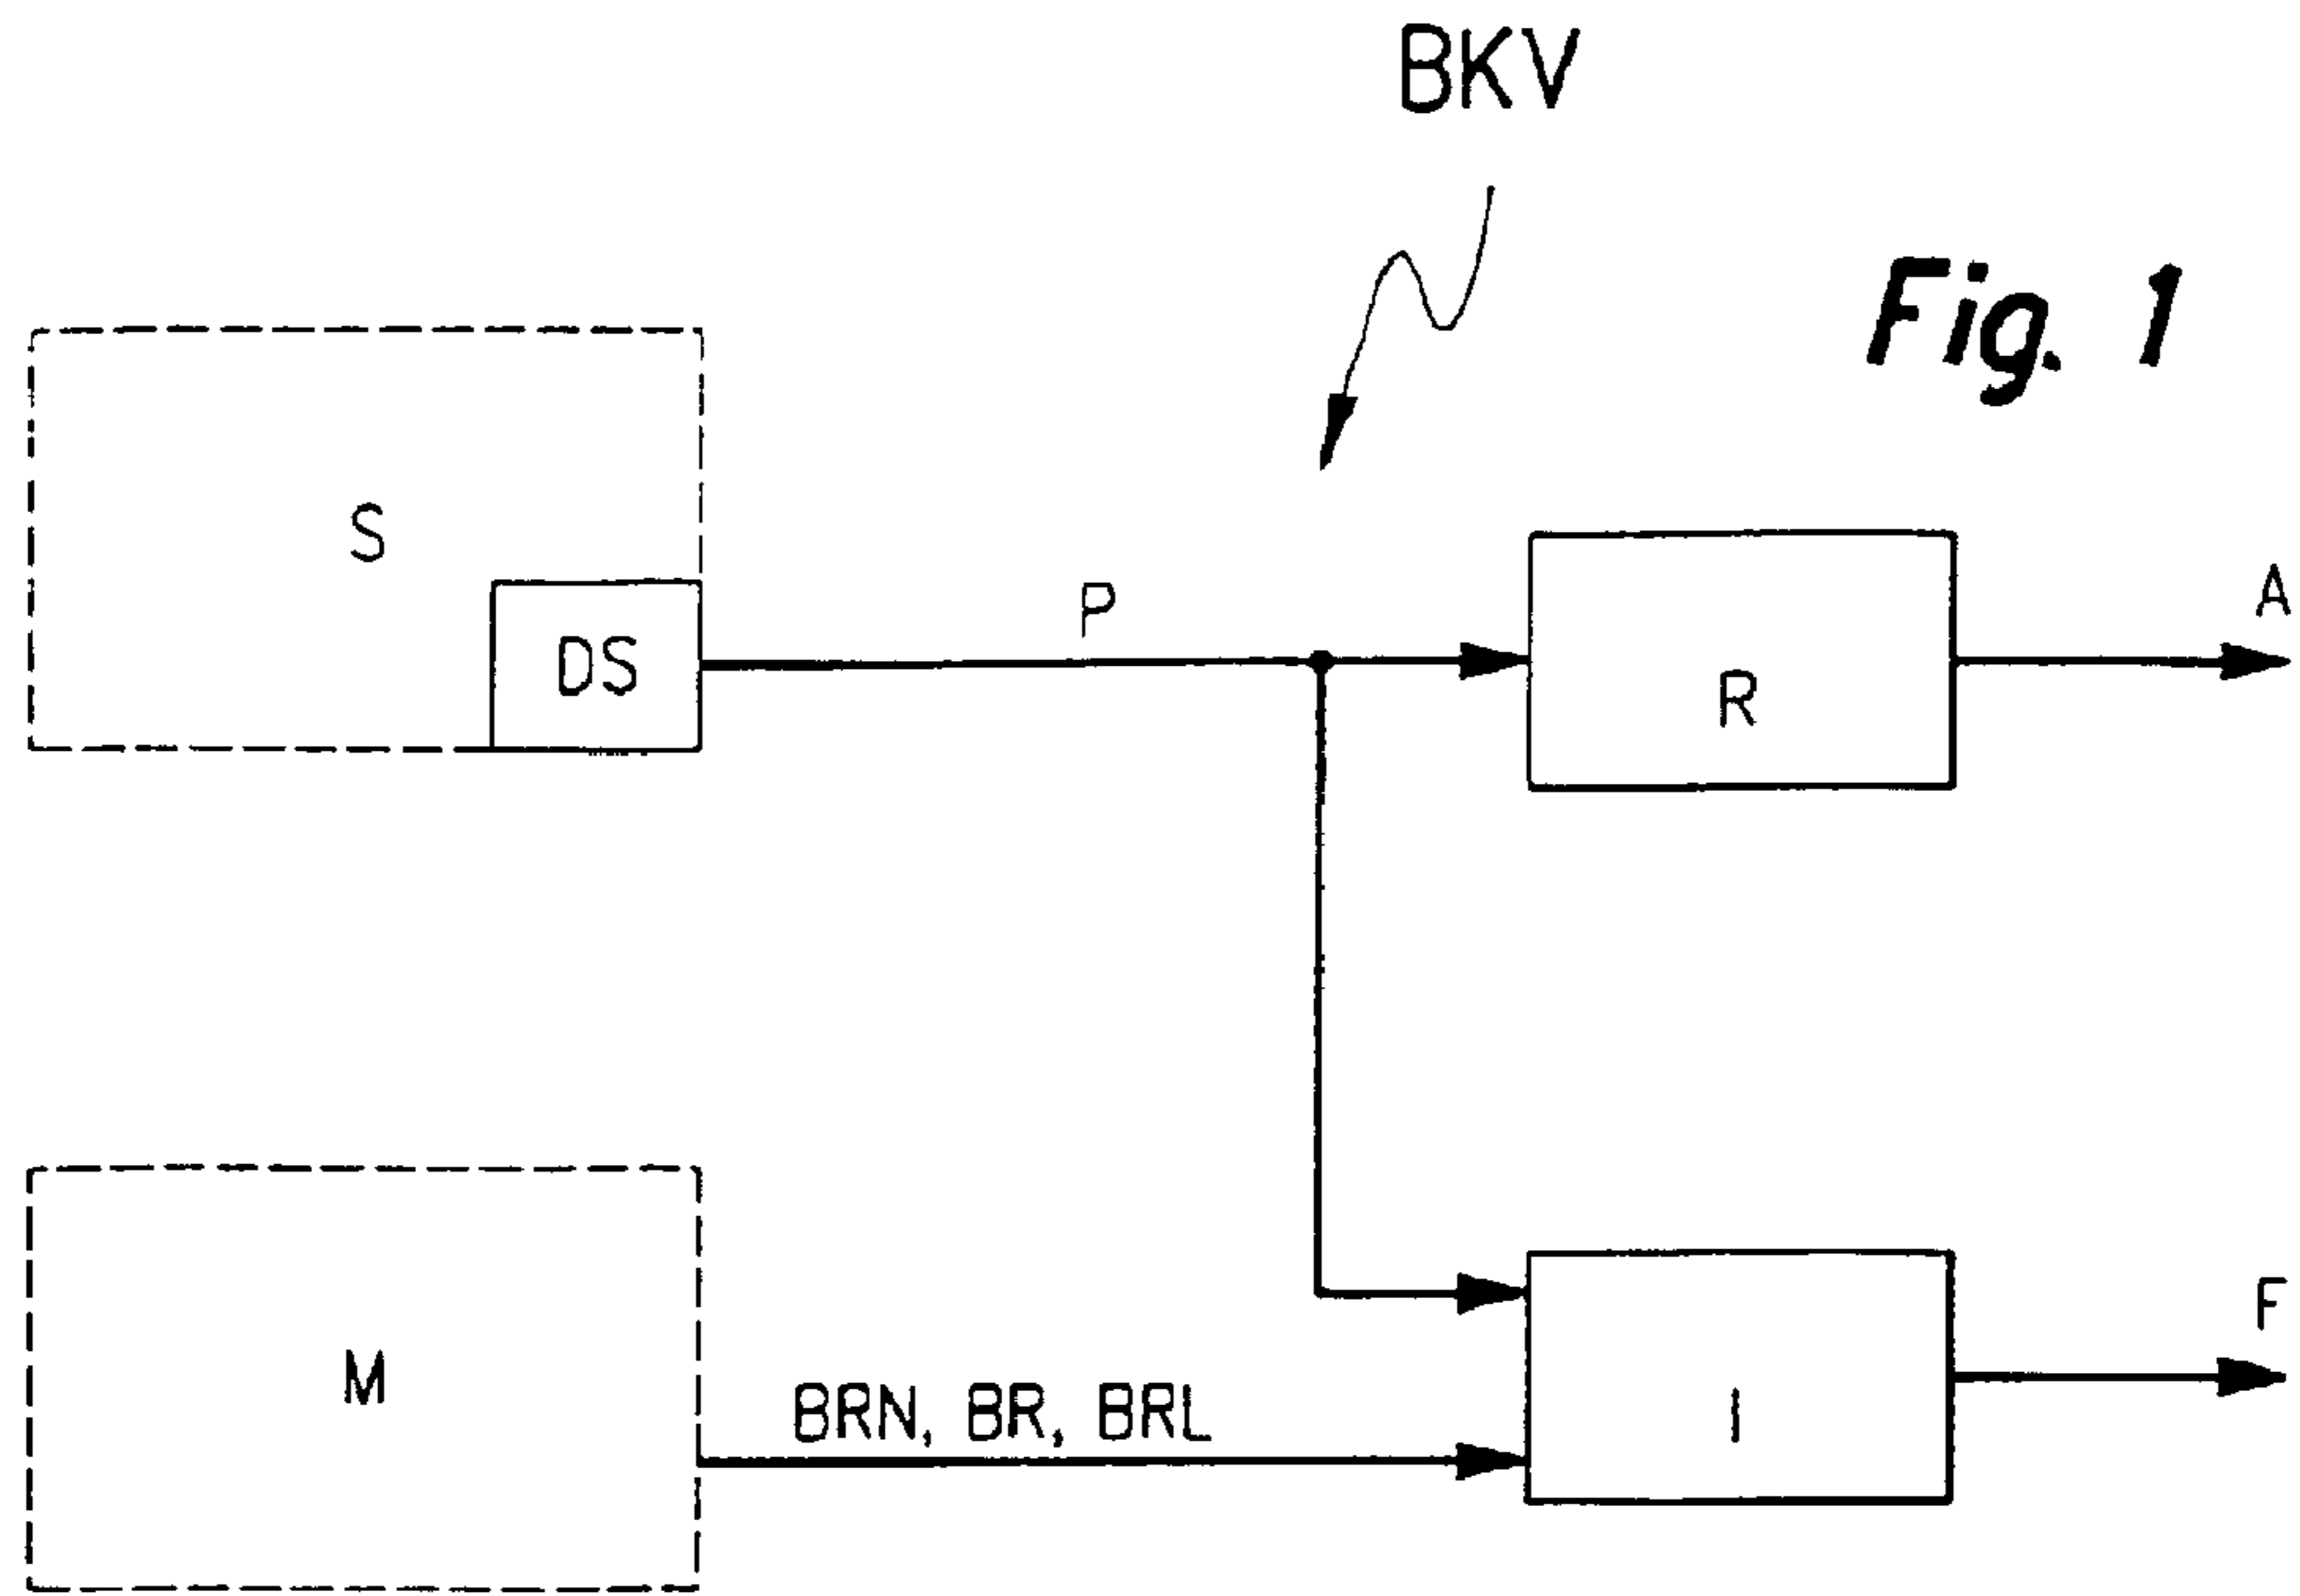 BKV
Fig. 1
S
DS
P
R
A
M
BRN, BR, BRL
I
F